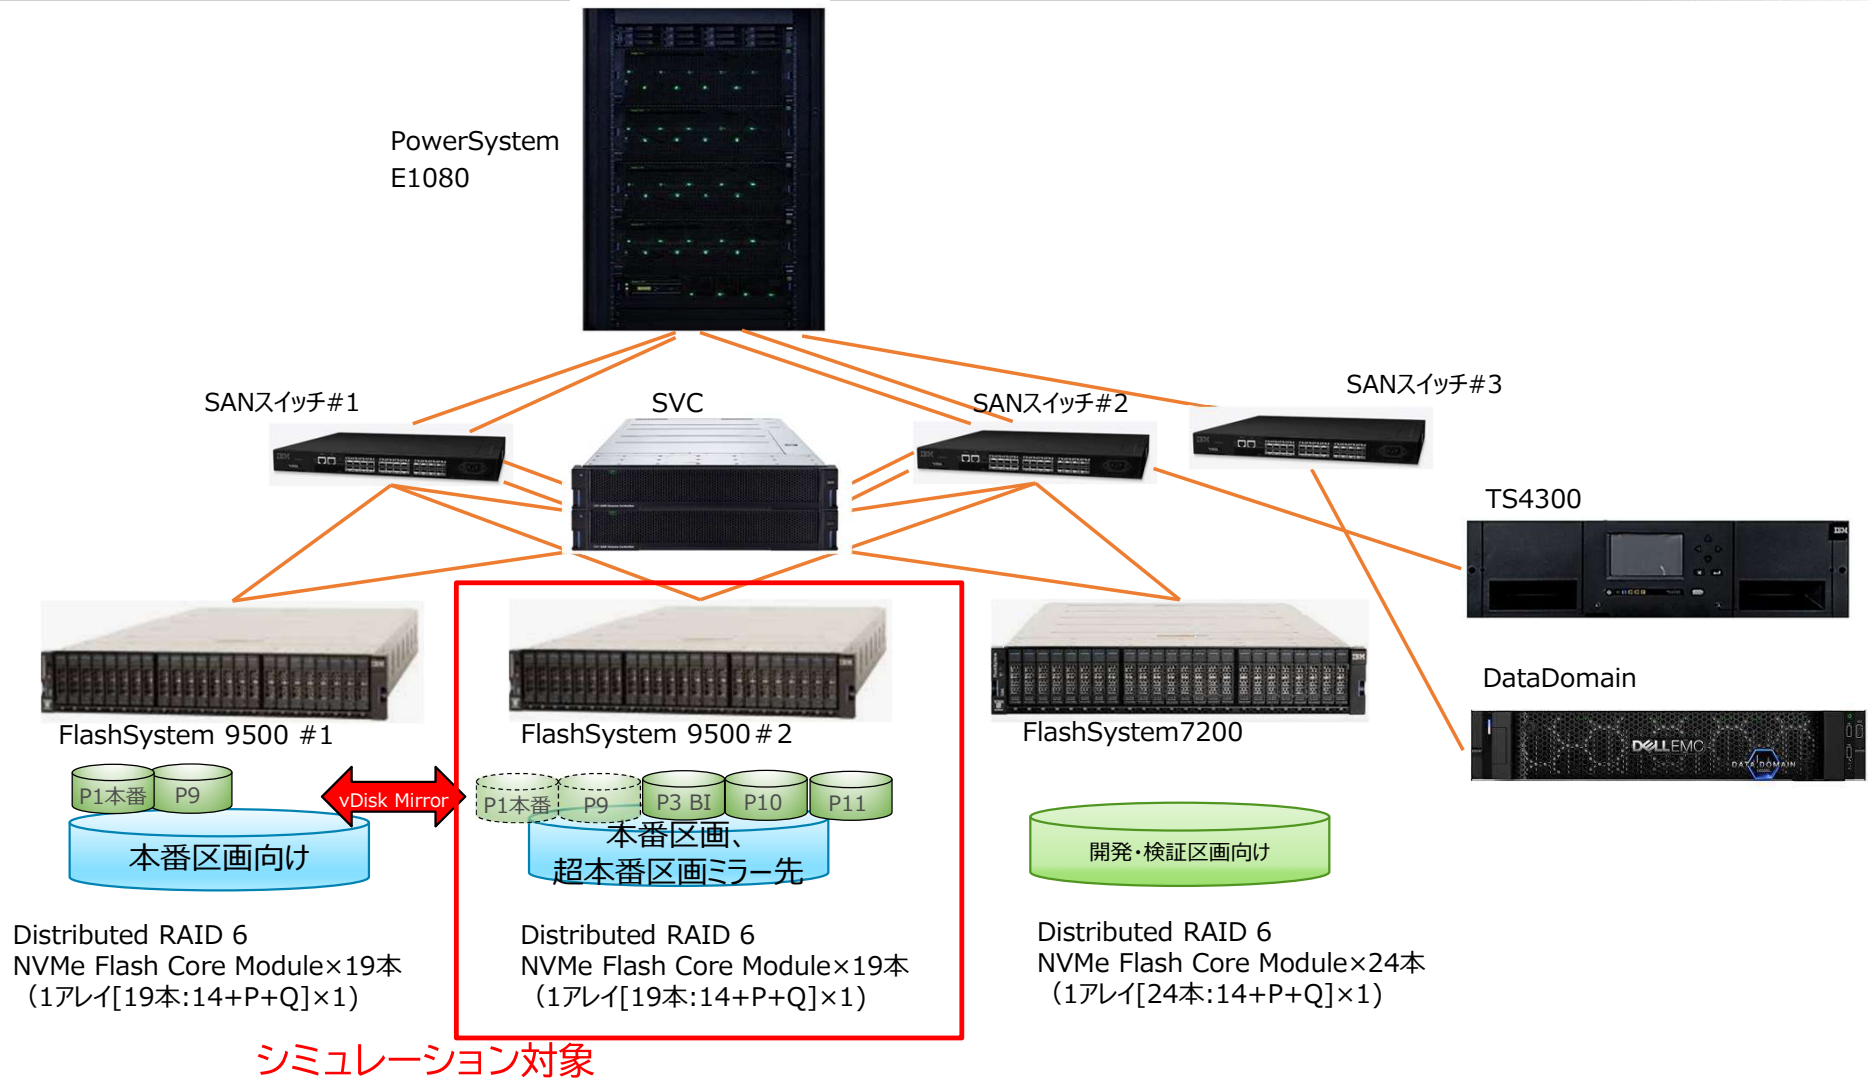 PowerSystem
E1080
SANスイッチ#1
SVC
SANスイッチ#2
SANスイッチ#3
TS4300
DataDomain
DELLEMC
DATA DOMAIN
IBM
FlashSystem 9500 #1
FlashSystem 9500#2
FlashSystem7200
P1本番
P9
vDisk Mirror
P1本番
P9
P3 BI
P10
P11
本番区画向け
本番区画、
超本番区画ミラー先
開発・検証区画向け
Distributed RAID 6
NVMe Flash Core Module×19本
（1アレイ[19本:14+P+Q]×1)
Distributed RAID 6
NVMe Flash Core Module×19本
（1アレイ[19本:14+P+Q]×1)
Distributed RAID 6
NVMe Flash Core Module×24本
（1アレイ[24本:14+P+Q]×1)
シミュレーション対象